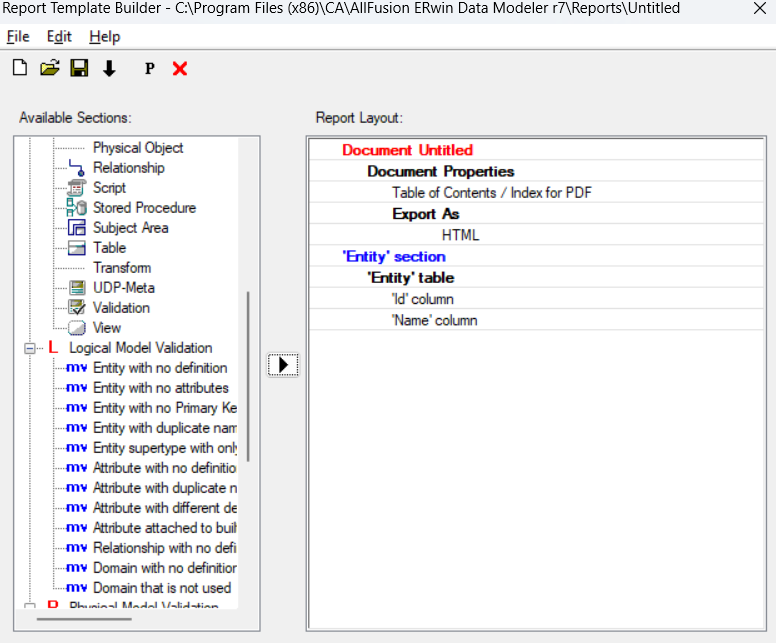 Report Template Builder - C:\Program Files (x86)\CA\AllFusion ERwin Data Modeler r7\Reports\Untitled
File Edit Help
P
Available Sections:
Physical Object
Relationship
Script
Stored Procedure
Subject Area
Table
Transform
UDP-Meta
Validation
View
L Logical Model Validation
mv Entity with no definition
mv Entity with no attributes
mv Entity with no Primary Ke
mv Entity with duplicate nam
mv Entity supertype with only
mv Attribute with no definitio
mv Attribute with duplicate n
mv Attribute with different de
mv Attribute attached to buil
mv Relationship with no defi
mv Domain with no definition
mv Domain that is not used
P Physical Model Validation
Report Layout:
Document Untitled
Document Properties
Table of Contents / Index for PDF
Export As
HTML
'Entity' section
'Entity' table
'Id' column
'Name' column